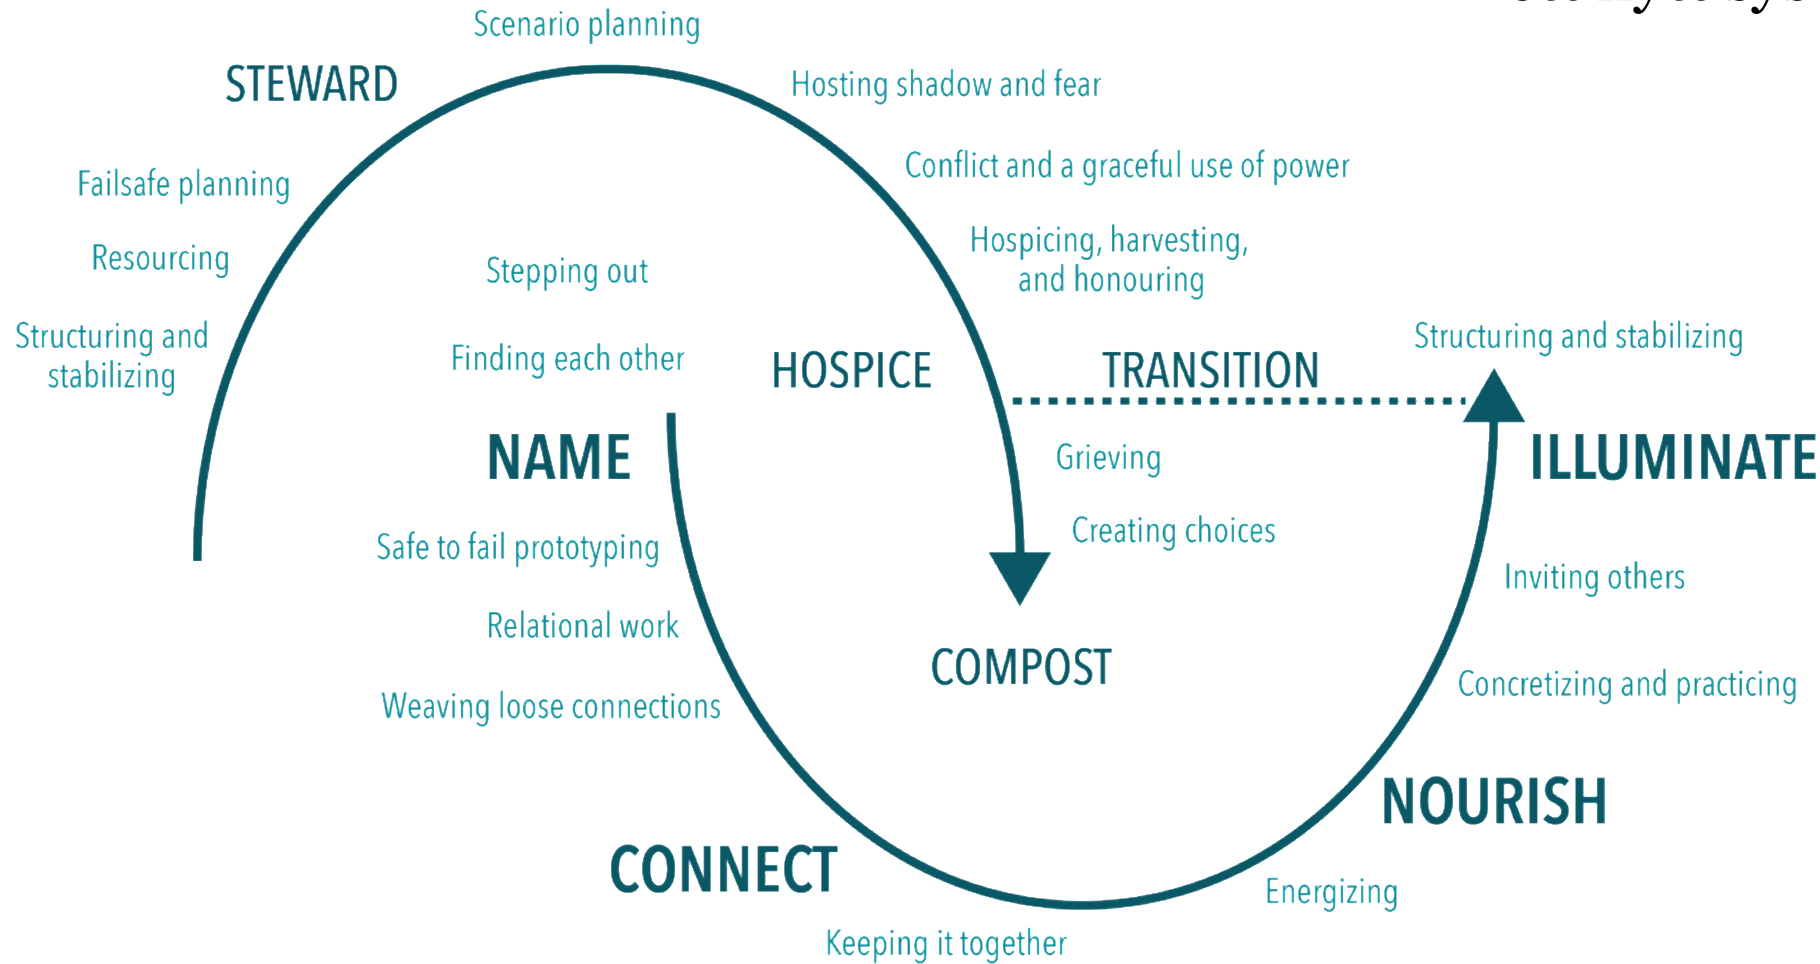 Scenario planning
STEWARD
Hosting shadow and fear
Failsafe planning
Conflict and a graceful use of power
Resourcing
Hospicing, harvesting,
and honouring
Stepping out
Structuring and
stabilizing
Finding each other
HOSPICE
TRANSITION
Structuring and stabilizing
NAME
Grieving
ILLUMINATE
Safe to fail prototyping
Creating choices
Inviting others
Relational work
COMPOST
Weaving loose connections
Concretizing and practicing
NOURISH
CONNECT
Energizing
Keeping it together